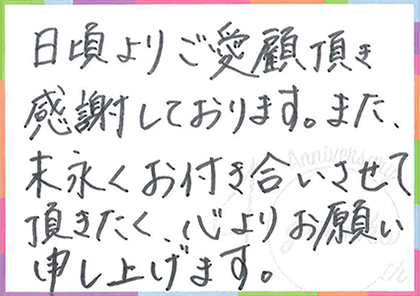 日頃よりご愛顧頂き
感謝しております。また、
末永くお付き合いさせて
頂きたく、心よりお願い
申し上げます。
Anniversary
th